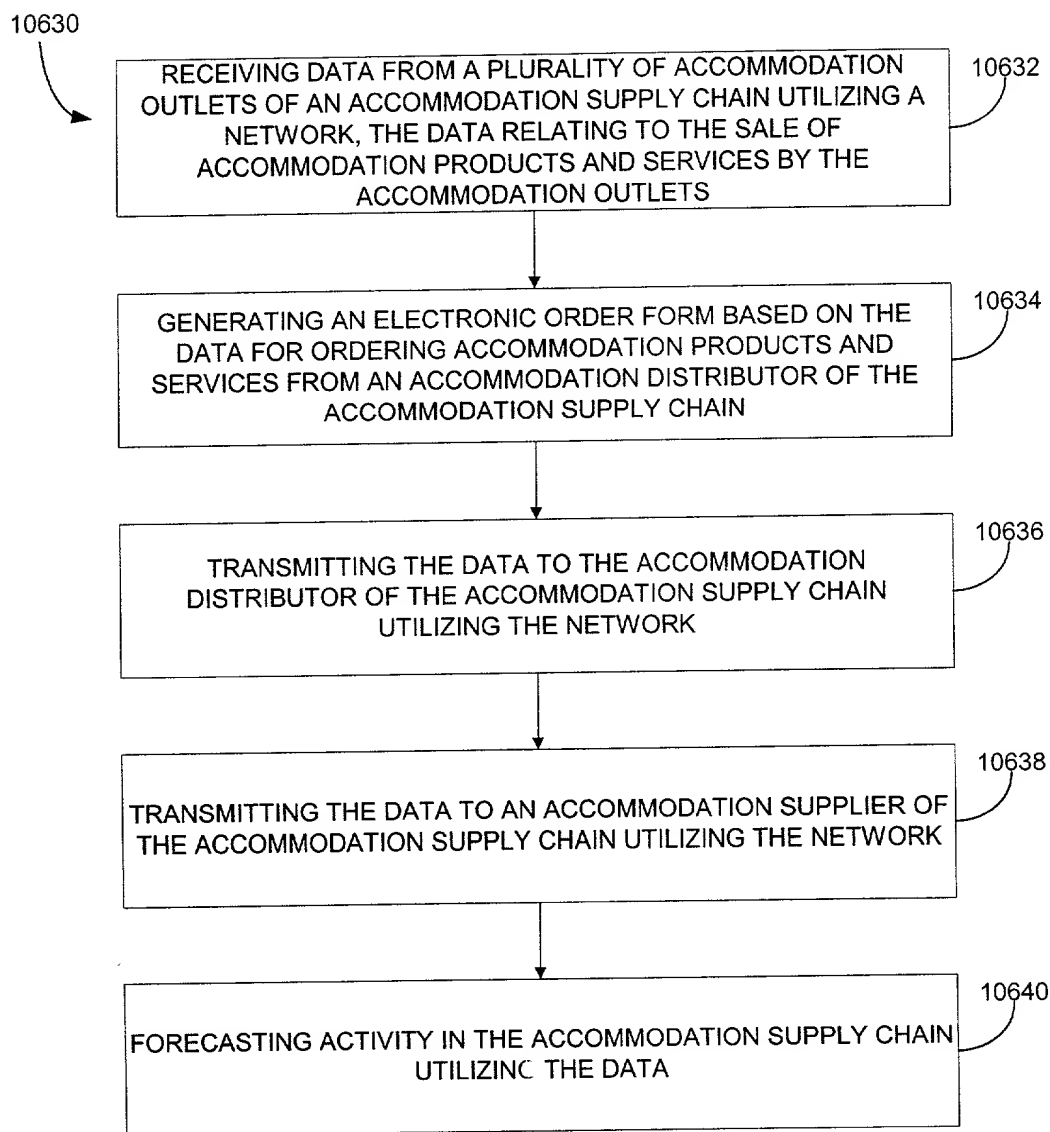 10630
RECEIVING DATA FROM A PLURALITY OF ACCOMMODATION
OUTLETS OF AN ACCOMMODATION SUPPLY CHAIN UTILIZING A
NETWORK, THE DATA RELATING TO THE SALE OF
ACCOMMODATION PRODUCTS AND SERVICES BY THE
ACCOMMODATION OUTLETS
10632
GENERATING AN ELECTRONIC ORDER FORM BASED ON THE
DATA FOR ORDERING ACCOMMODATION PRODUCTS AND
SERVICES FROM AN ACCOMMODATION DISTRIBUTOR OF THE
ACCOMMODATION SUPPLY CHAIN
10634
TRANSMITTING THE DATA TO THE ACCOMMODATION
DISTRIBUTOR OF THE ACCOMMODATION SUPPLY CHAIN
UTILIZING THE NETWORK
10636
TRANSMITTING THE DATA TO AN ACCOMMODATION SUPPLIER OF
THE ACCOMMODATION SUPPLY CHAIN UTILIZING THE NETWORK
10638
FORECASTING ACTIVITY IN THE ACCOMMODATION SUPPLY CHAIN
UTILIZING THE DATA
10640